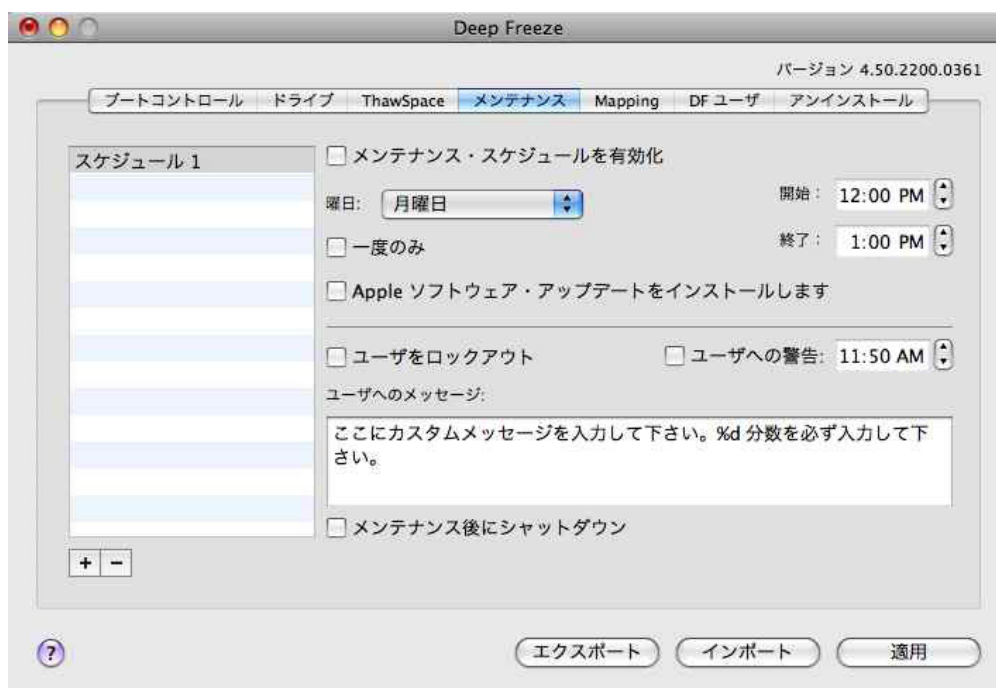 Deep Freeze
バージョン 4.50.2200.0361
ブートコントロール ドライブ ThawSpace メンテナンス Mapping DF ユーザ アンインストール
スケジュール 1
メンテナンス・スケジュールを有効化
曜日: 月曜日
開始: 12:00 PM
一度のみ
終了: 1:00 PM
Apple ソフトウェア・アップデートをインストールします
ユーザをロックアウト
ユーザへの警告: 11:50 AM
ユーザへのメッセージ:
ここにカスタムメッセージを入力して下さい。%d 分数を必ず入力して下
さい。
メンテナンス後にシャットダウン
+ −
? エクスポート インポート 適用